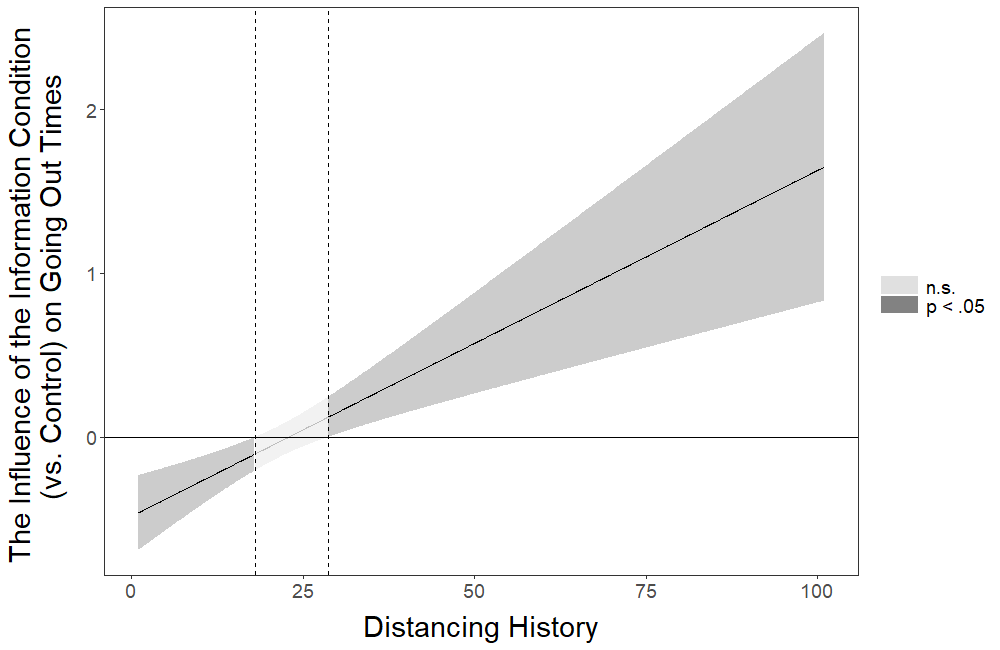 The Influence of the Information Condition
(vs. Control) on Going Out Times
2
1
0
0
25
50
75
100
Distancing History
n.s.
p < .05